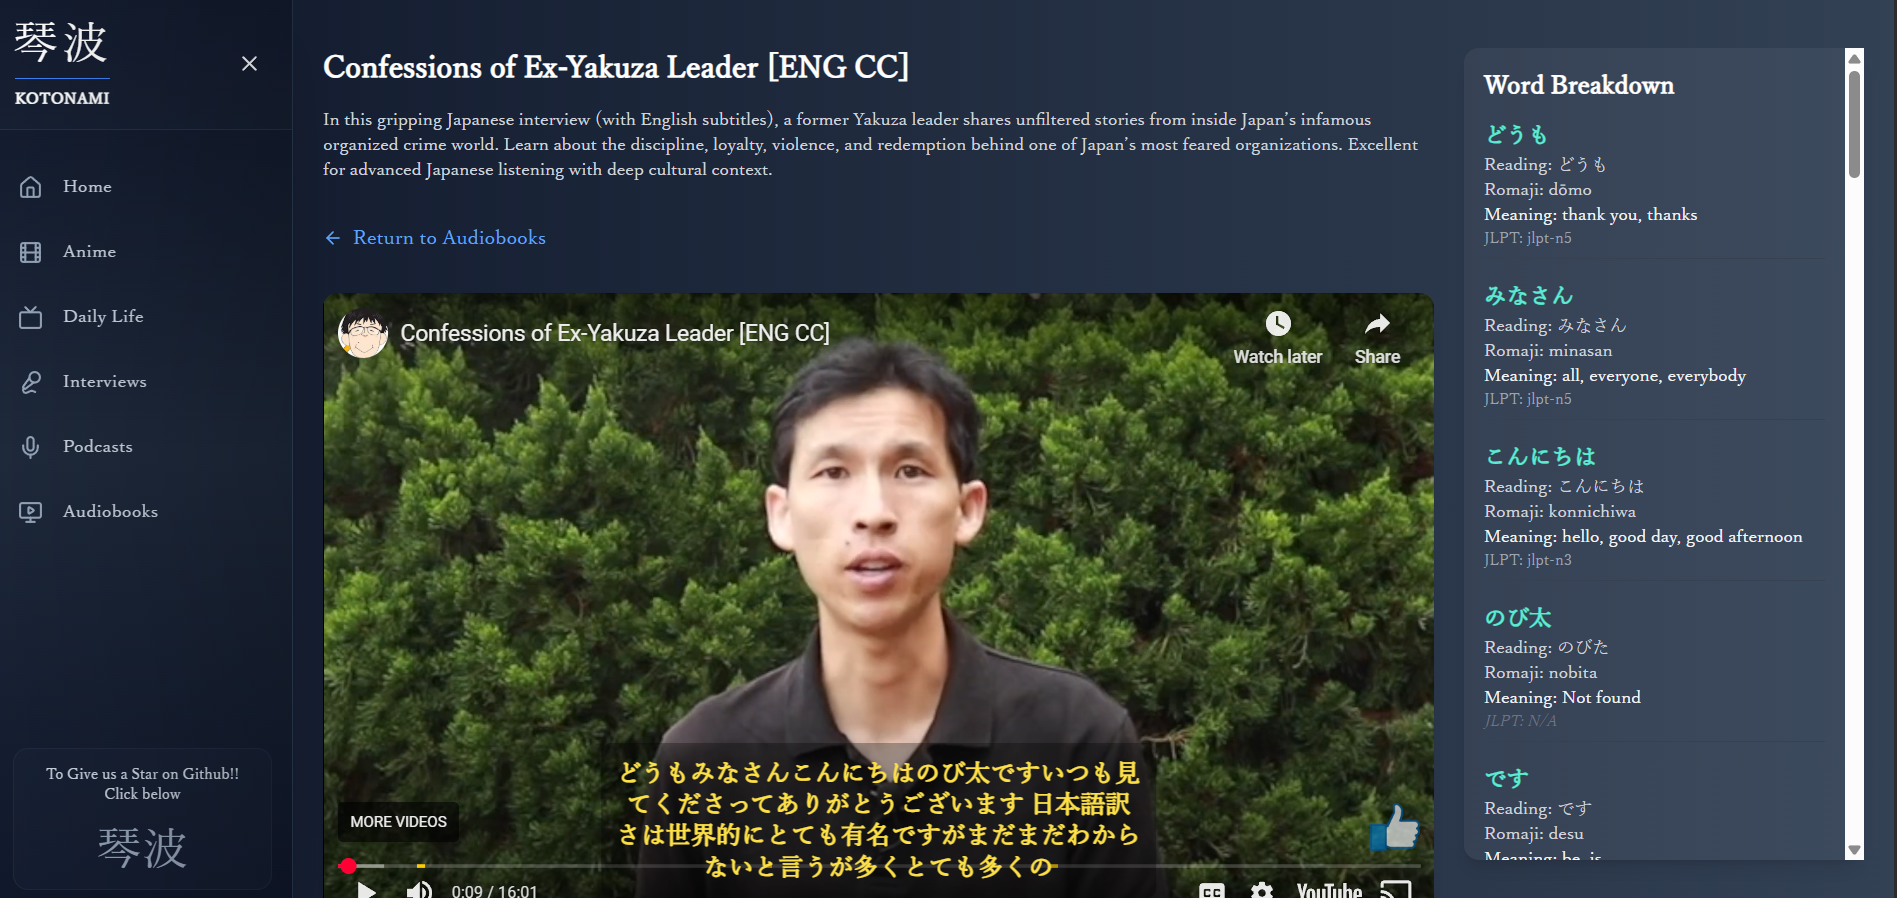 琴波
KOTONAMI
Home
Anime
Daily Life
Interviews
Podcasts
Audiobooks
To Give us a Star on Github!!
Click below
琴波
Confessions of Ex-Yakuza Leader [ENG CC]
In this gripping Japanese interview (with English subtitles), a former Yakuza leader shares unfiltered stories from inside Japan's infamous
organized crime world. Learn about the discipline, loyalty, violence, and redemption behind one of Japan's most feared organizations. Excellent
for advanced Japanese listening with deep cultural context.
← Return to Audiobooks
Confessions of Ex-Yakuza Leader [ENG CC]
Watch later
Share
どうもみなさんこんにちはのび太ですいつも見
てくださってありがとうございます 日本語訳
さは世界的にとても有名ですがまだまだわから
ないと言うが多くとても多くの
MORE VIDEOS
0:09 / 16:01
CC
YouTube
Word Breakdown
どうも
Reading: どうも
Romaji: dōmo
Meaning: thank you, thanks
JLPT: jlpt-n5
みなさん
Reading: みなさん
Romaji: minasan
Meaning: all, everyone, everybody
JLPT: jlpt-n5
こんにちは
Reading: こんにちは
Romaji: konnichiwa
Meaning: hello, good day, good afternoon
JLPT: jlpt-n3
のび太
Reading: のびた
Romaji: nobita
Meaning: Not found
JLPT: N/A
です
Reading: です
Romaji: desu
Meaning: be, is